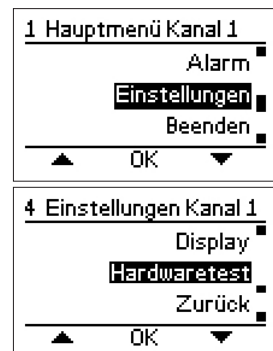 1 Hauptmenü Kanal 1
Alarm
Einstellungen
Beenden
OK
4 Einstellungen Kanal 1
Display
Hardwaretest
Zurück
OK